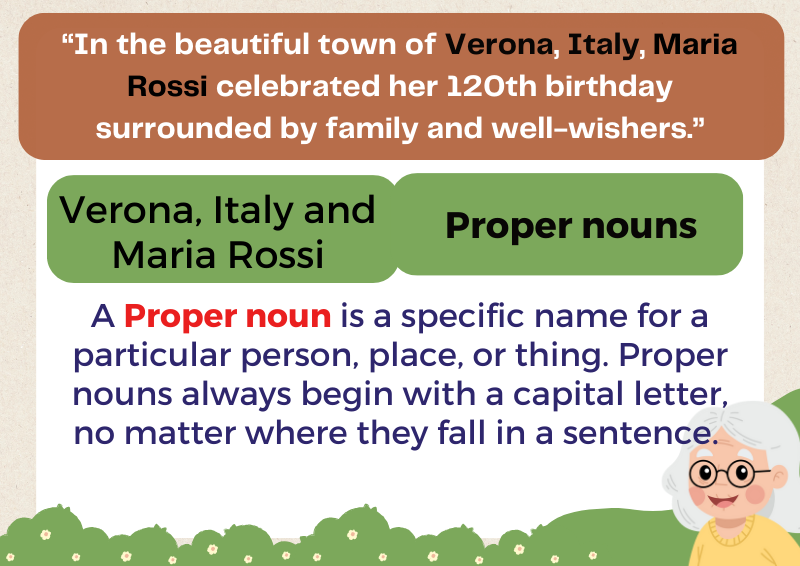 “In the beautiful town of Verona, Italy, Maria
Rossi celebrated her 120th birthday
surrounded by family and well-wishers.”
Verona, Italy and
Maria Rossi
Proper nouns
A Proper noun is a specific name for a
particular person, place, or thing. Proper
nouns always begin with a capital letter,
no matter where they fall in a sentence.